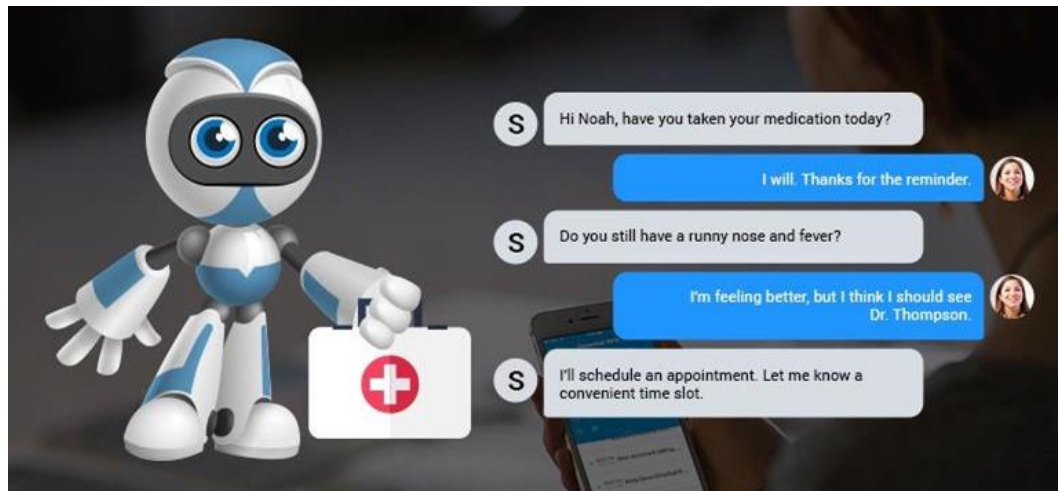 S
Hi Noah, have you taken your medication today?
I will. Thanks for the reminder.
S
Do you still have a runny nose and fever?
I'm feeling better, but I think I should see
Dr. Thompson.
S
I'll schedule an appointment. Let me know a
convenient time slot.